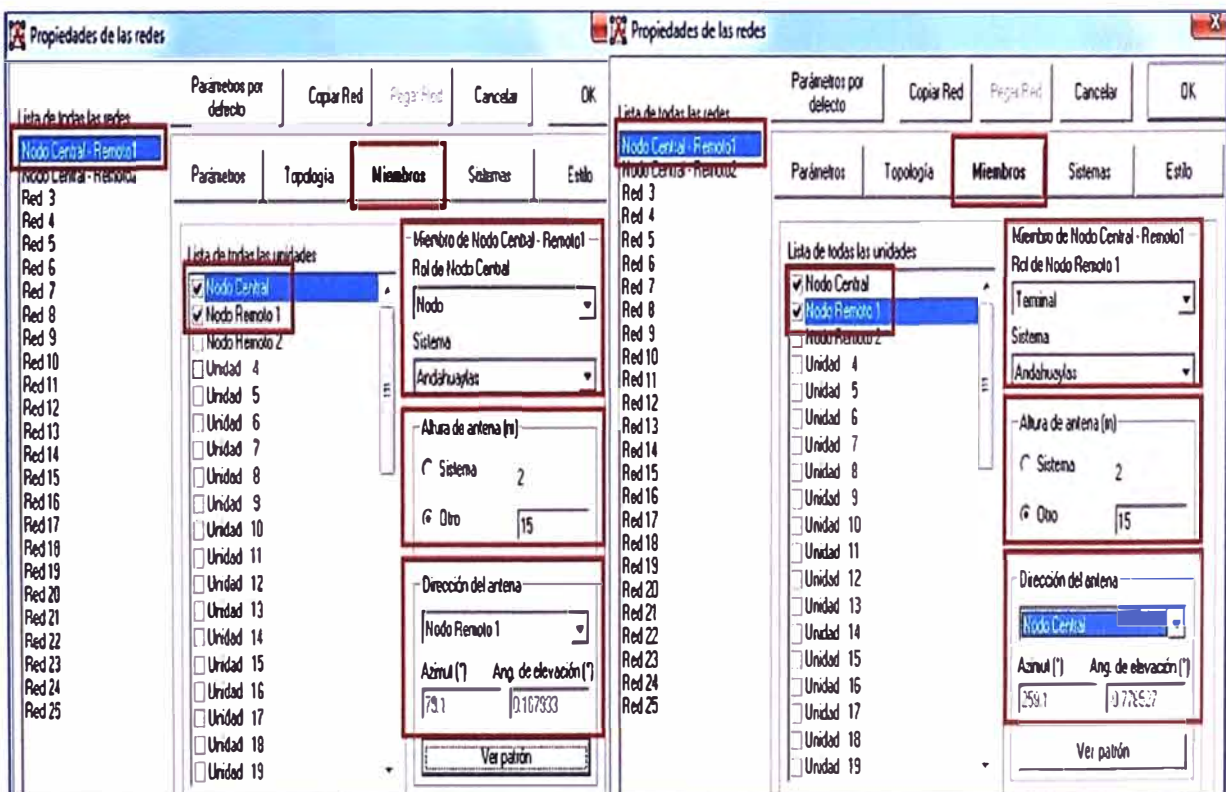 Propiedades de las redes
Parámetros por defecto
Copiar Red
Pegar Red
Cancelar
OK
Lista de todas las redes
Nodo Central - Remoto1
Nodo Central - Remoto2
Red 3
Red 4
Red 5
Red 6
Red 7
Red 8
Red 9
Red 10
Red 11
Red 12
Red 13
Red 14
Red 15
Red 16
Red 17
Red 18
Red 19
Red 20
Red 21
Red 22
Red 23
Red 24
Red 25
Parámetros
Topología
Miembros
Sistemas
Estilo
Lista de todas las unidades
Nodo Central
Nodo Remoto 1
Nodo Remoto 2
Unidad 4
Unidad 5
Unidad 6
Unidad 7
Unidad 8
Unidad 9
Unidad 10
Unidad 11
Unidad 12
Unidad 13
Unidad 14
Unidad 15
Unidad 16
Unidad 17
Unidad 18
Unidad 19
Miembro de Nodo Central - Remoto1
Rol de Nodo Central
Nodo
Sistema
Andahuaylas
Altura de antena (m)
Sistema 2
Otro 15
Dirección del antena
Nodo Remoto 1
Azimut (°) Ang. de elevación (°)
79.1 0.167933
Ver patrón
Propiedades de las redes
X
Parámetros por defecto
Copiar Red
Pegar Red
Cancelar
OK
Lista de todas las redes
Nodo Central - Remoto1
Nodo Central - Remoto2
Red 3
Red 4
Red 5
Red 6
Red 7
Red 8
Red 9
Red 10
Red 11
Red 12
Red 13
Red 14
Red 15
Red 16
Red 17
Red 18
Red 19
Red 20
Red 21
Red 22
Red 23
Red 24
Red 25
Parámetros
Topología
Miembros
Sistemas
Estilo
Lista de todas las unidades
Nodo Central
Nodo Remoto 1
Nodo Remoto 2
Unidad 4
Unidad 5
Unidad 6
Unidad 7
Unidad 8
Unidad 9
Unidad 10
Unidad 11
Unidad 12
Unidad 13
Unidad 14
Unidad 15
Unidad 16
Unidad 17
Unidad 18
Unidad 19
Miembro de Nodo Central - Remoto1
Rol de Nodo Remoto 1
Terminal
Sistema
Andahuaylas
Altura de antena (m)
Sistema 2
Otro 15
Dirección del antena
Nodo Central
Azimut (°) Ang. de elevación (°)
259.1
Ver patrón